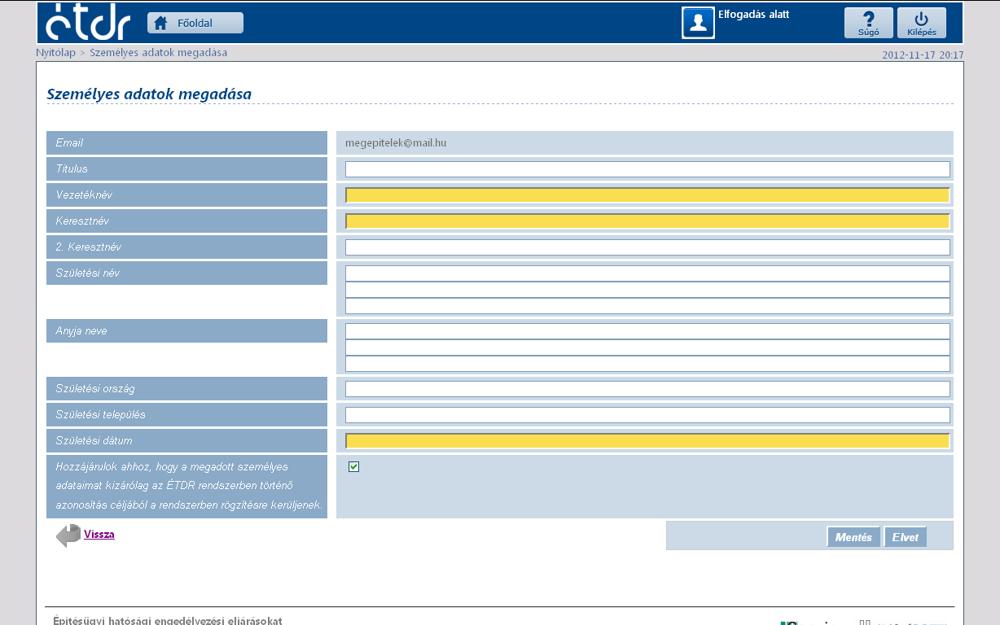 étdr
Főoldal
Elfogadás alatt
?
Súgó
Kilépés
Nyitólap > Személyes adatok megadása
2012-11-17 20:17
Személyes adatok megadása
Email
megepitelek@mail.hu
Titulus
Vezetéknév
Keresztnév
2. Keresztnév
Születési név
Anyja neve
Születési ország
Születési település
Születési dátum
Hozzájárulok ahhoz, hogy a megadott személyes
adataimat kizárólag az ÉTDR rendszerben történő
azonosítás céljából a rendszerben rögzítésre kerüljenek.
Vissza
Mentés
Elvet
Építésügyi hatósági engedélyezési eljárásokat